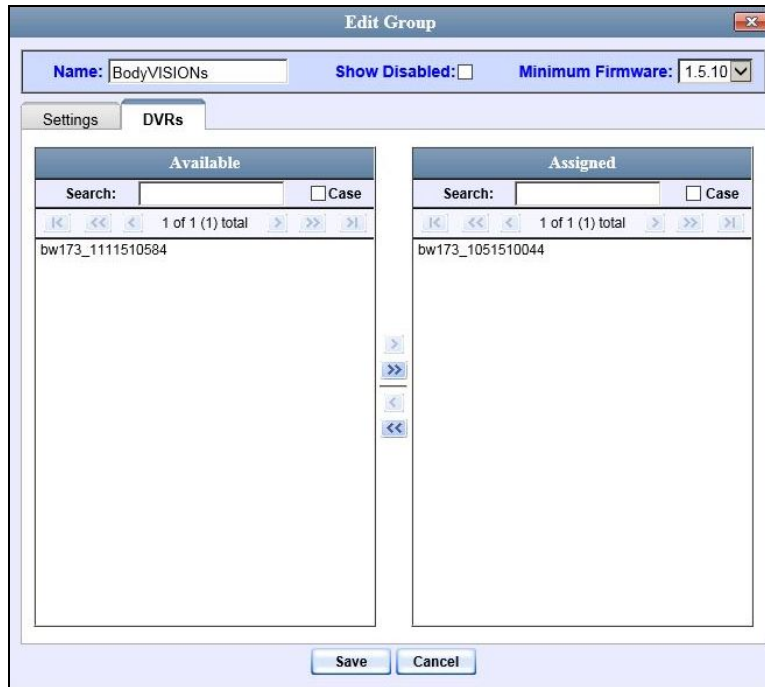 Edit Group
Name: BodyVISIONs Show Disabled: Minimum Firmware: 1.5.10
Settings DVRs
Available
Search: Case
|< << < 1 of 1 (1) total > >> >|
bw173_1111510584
Assigned
Search: Case
|< << < 1 of 1 (1) total > >> >|
bw173_1051510044
>
>>
<
<<
Save Cancel